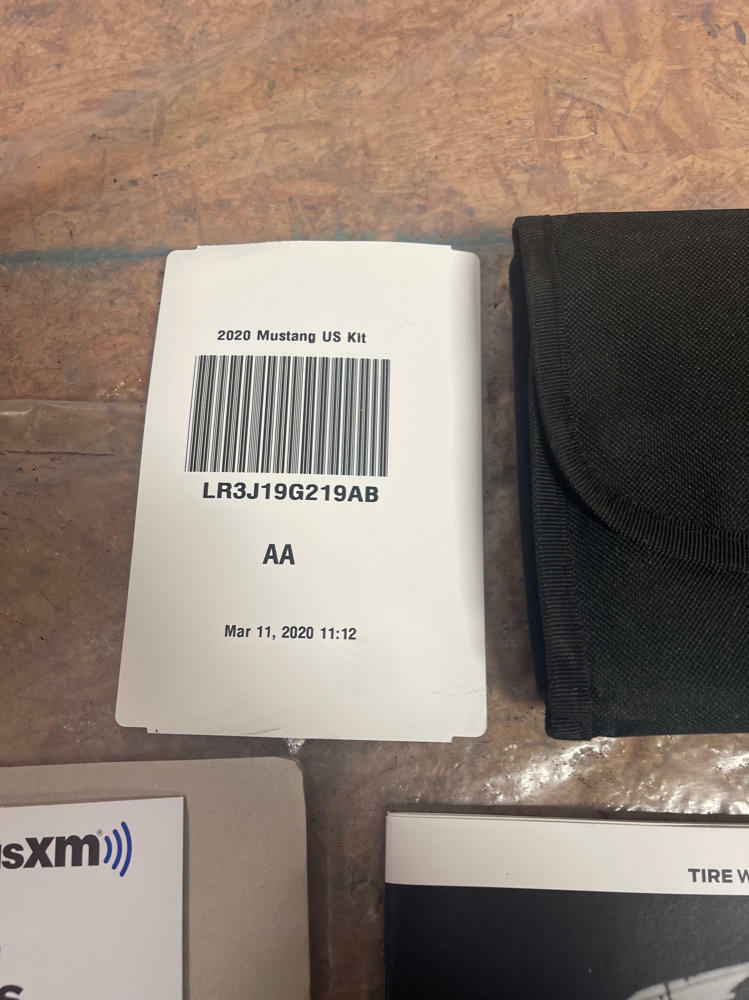 2020 Mustang US Kit
LR3J19G219AB
AA
Mar 11, 2020 11:12
sxm
TIRE W
S